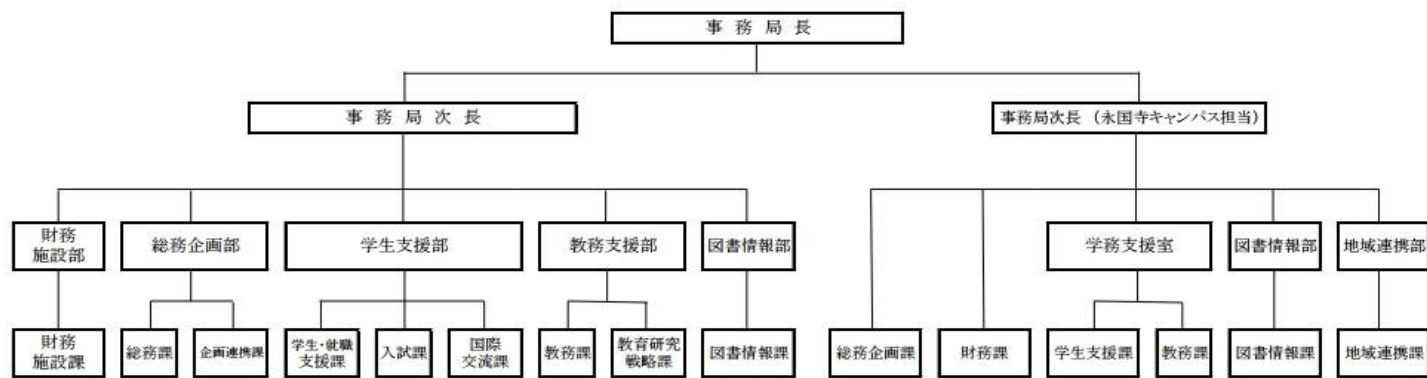 事務局長
事務局次長
事務局次長（永国寺キャンパス担当）
財務
施設部
総務企画部
学生支援部
教務支援部
図書情報部
学務支援室
図書情報部
地域連携部
財務
施設課
総務課
企画連携課
学生・就職
支援課
入試課
国際
交流課
教務課
教育研究
戦略課
図書情報課
総務企画課
財務課
学生支援課
教務課
図書情報課
地域連携課